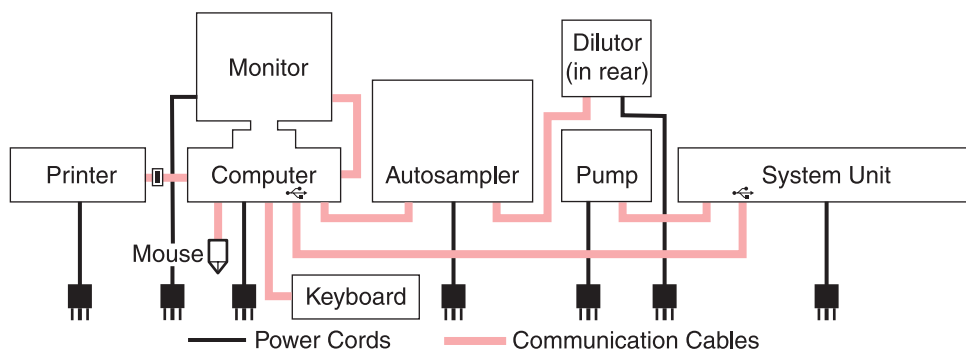 Monitor
Dilutor
(in rear)
Printer
Computer
Autosampler
Pump
System Unit
Mouse
Keyboard
Power Cords
Communication Cables